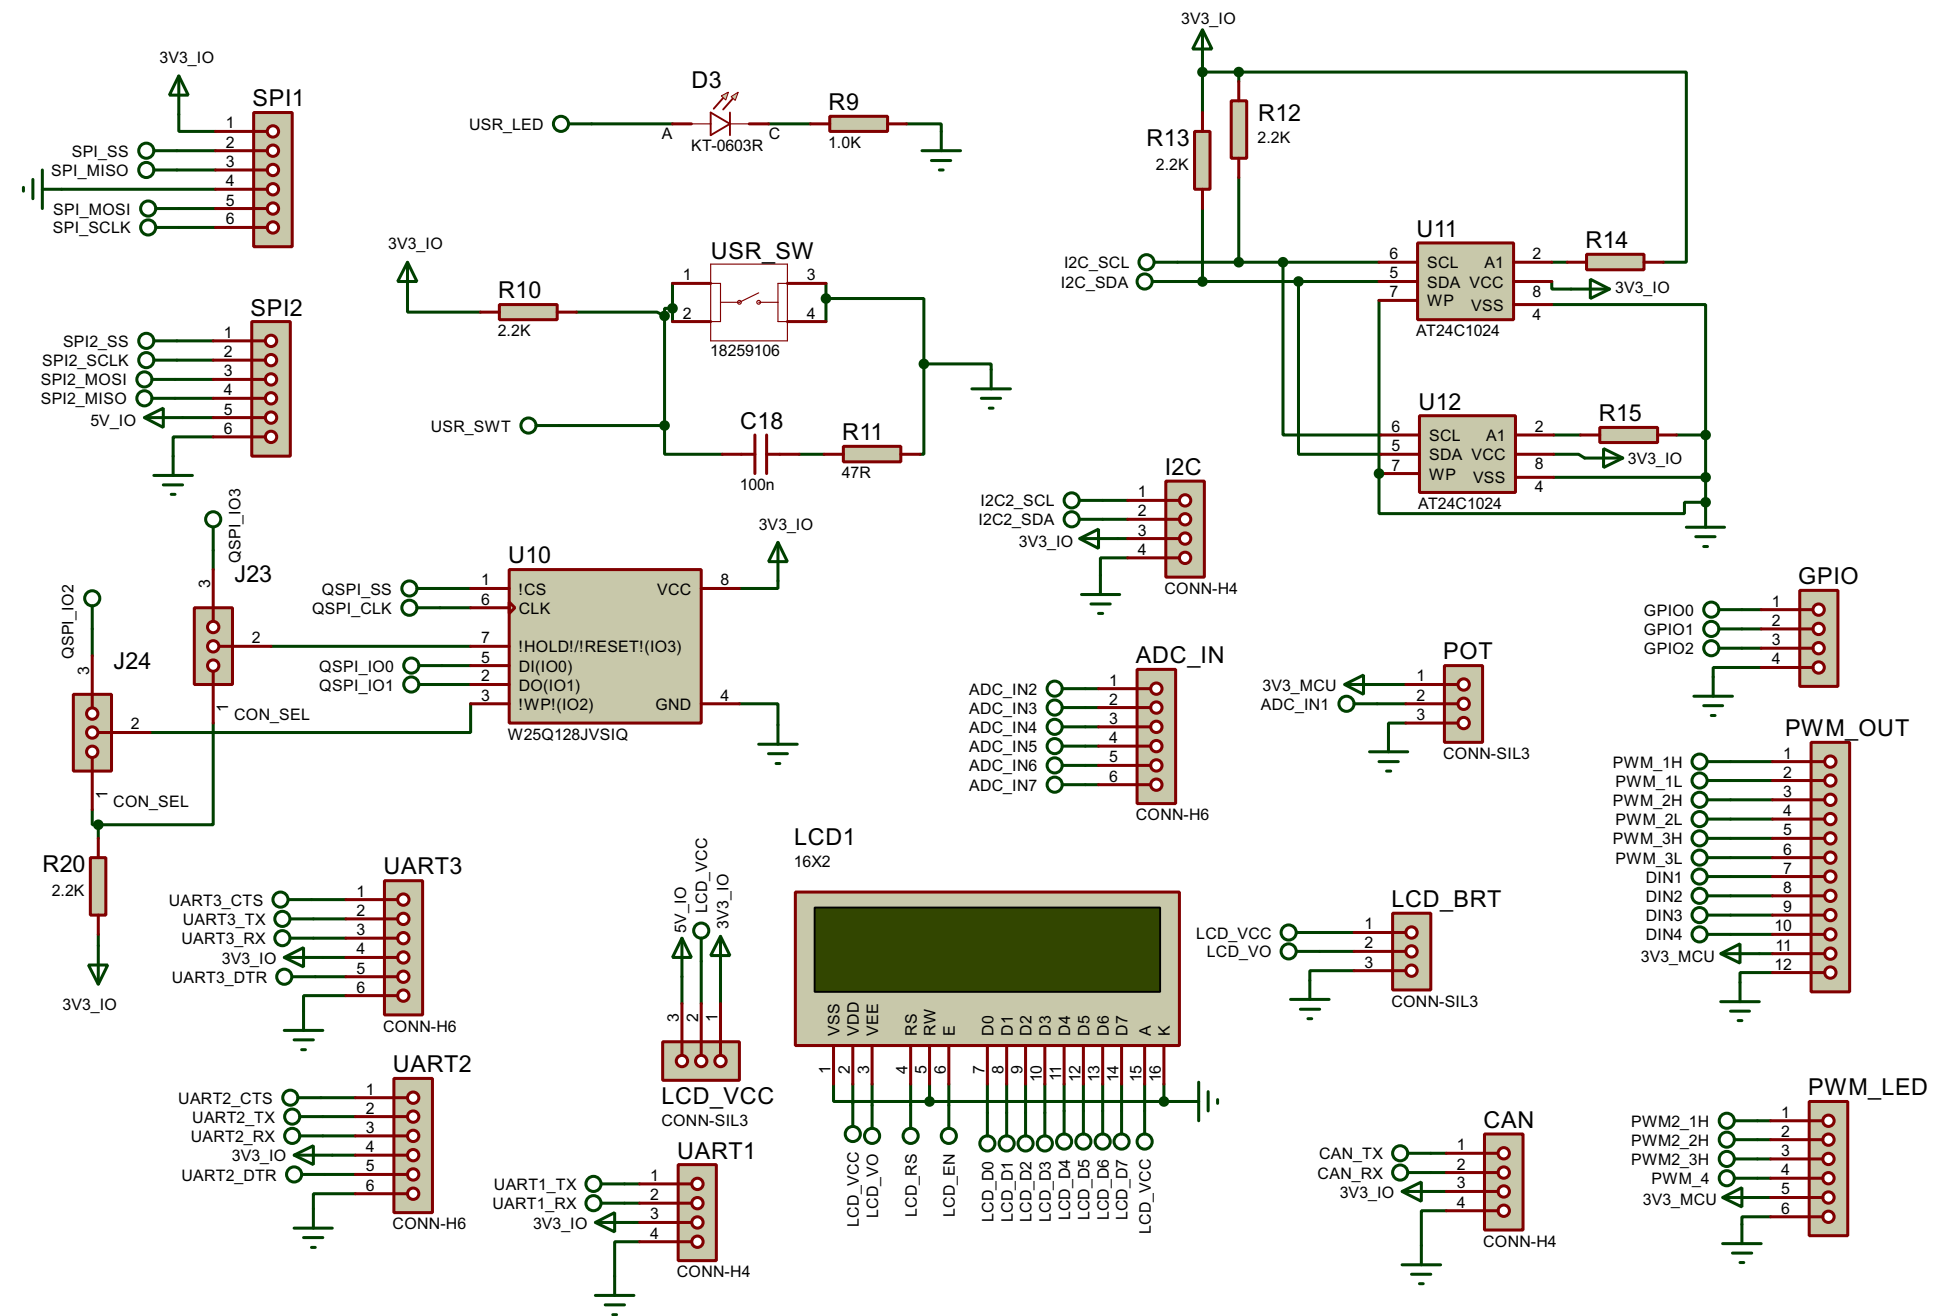 3V3_IO
SPI1
1
SPI_SS 2
SPI_MISO 3
4
SPI_MOSI 5
SPI_SCLK 6
SPI2
SPI2_SS 1
SPI2_SCLK 2
SPI2_MOSI 3
SPI2_MISO 4
5V_IO 5
6
D3
USR_LED A C
KT-0603R
R9
1.0K
3V3_IO
R10
2.2K
USR_SW
1 3
2 4
18259106
USR_SWT
C18
100n
R11
47R
3V3_IO
R13
2.2K
R12
2.2K
I2C_SCL
I2C_SDA
U11
6 SCL A1 2
5 SDA VCC
7 WP VSS 8
4
AT24C1024
R14
3V3_IO
U12
6 SCL A1 2
5 SDA VCC
7 WP VSS 8
4
AT24C1024
R15
3V3_IO
I2C
I2C2_SCL 1
I2C2_SDA 2
3V3_IO 3
4
CONN-H4
QSPI_IO3
3
J23
2
1
CON_SEL
QSPI_IO2
3
J24
2
1
CON_SEL
R20
2.2K
3V3_IO
U10
3V3_IO
QSPI_SS 1 !CS VCC 8
QSPI_CLK 6 CLK
7 !HOLD!/!RESET!(IO3)
QSPI_IO0 5 DI(IO0)
QSPI_IO1 2 DO(IO1)
3 !WP!(IO2) GND 4
W25Q128JVSIQ
GPIO
GPIO0 1
GPIO1 2
GPIO2 3
4
ADC_IN
ADC_IN2 1
ADC_IN3 2
ADC_IN4 3
ADC_IN5 4
ADC_IN6 5
ADC_IN7 6
CONN-H6
POT
3V3_MCU 1
ADC_IN1 2
3
CONN-SIL3
PWM_OUT
PWM_1H 1
PWM_1L 2
PWM_2H 3
PWM_2L 4
PWM_3H 5
PWM_3L 6
DIN1 7
DIN2 8
DIN3 9
DIN4 10
3V3_MCU 11
12
UART3
UART3_CTS 1
UART3_TX 2
UART3_RX 3
3V3_IO 4
UART3_DTR 5
6
CONN-H6
UART2
UART2_CTS 1
UART2_TX 2
UART2_RX 3
3V3_IO 4
UART2_DTR 5
6
CONN-H6
5V_IO LCD_VCC 3V3_IO
3 2 1
LCD_VCC
CONN-SIL3
UART1
UART1_TX 1
UART1_RX 2
3V3_IO 3
4
CONN-H4
LCD1
16X2
VSS VDD VEE RS RW E D0 D1 D2 D3 D4 D5 D6 D7 A K
1 2 3 4 5 6 7 8 9 10 11 12 13 14 15 16
LCD_VCC LCD_VO LCD_RS LCD_EN LCD_D0 LCD_D1 LCD_D2 LCD_D3 LCD_D4 LCD_D5 LCD_D6 LCD_D7 LCD_VCC
LCD_BRT
LCD_VCC 1
LCD_VO 2
3
CONN-SIL3
CAN
CAN_TX 1
CAN_RX 2
3V3_IO 3
4
CONN-H4
PWM_LED
PWM2_1H 1
PWM2_2H 2
PWM2_3H 3
PWM_4 4
3V3_MCU 5
6